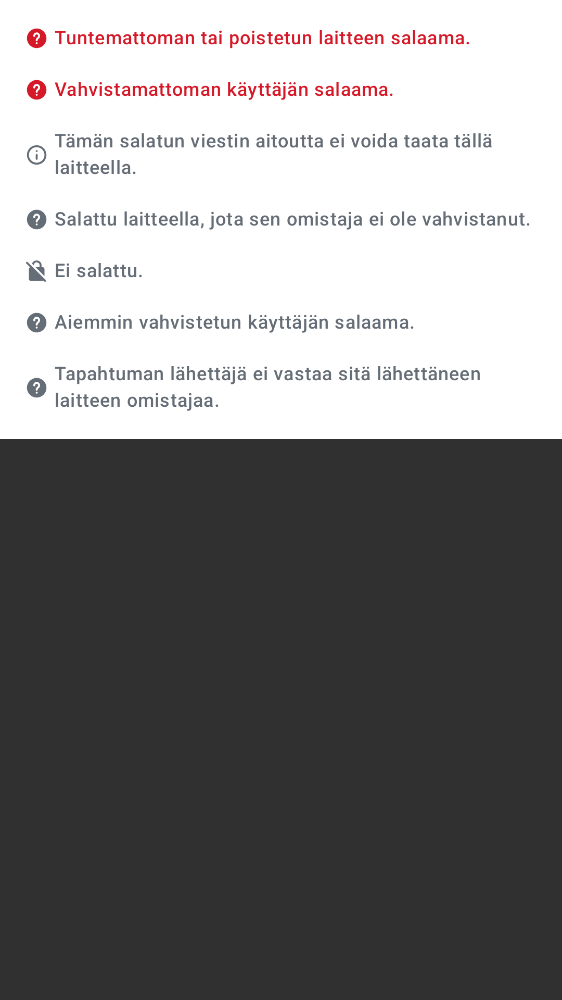 Tuntemattoman tai poistetun laitteen salaama.
Vahvistamattoman käyttäjän salaama.
Tämän salatun viestin aitoutta ei voida taata tällä
laitteella.
Salattu laitteella, jota sen omistaja ei ole vahvistanut.
Ei salattu.
Aiemmin vahvistetun käyttäjän salaama.
Tapahtuman lähettäjä ei vastaa sitä lähettäneen
laitteen omistajaa.